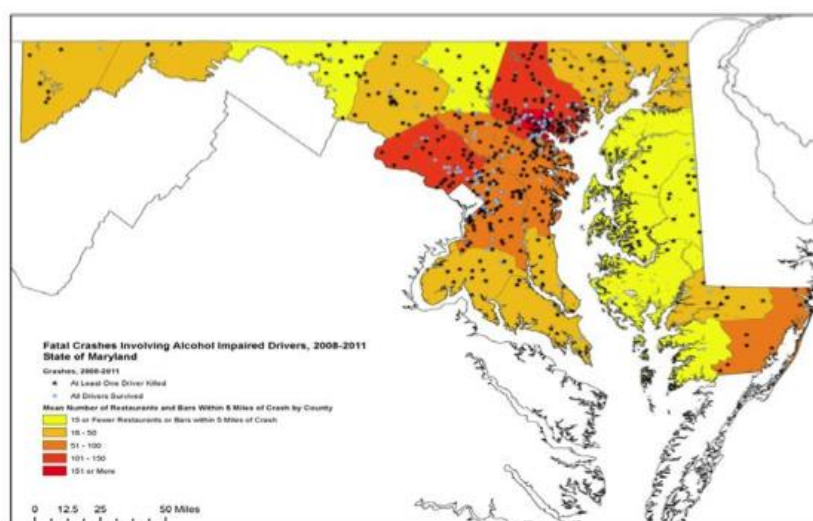 Fatal Crashes Involving Alcohol Impaired Drivers, 2008-2011
State of Maryland
Crashes, 2008-2011
At Least One Driver Killed
All Drivers Survived
Mean Number of Restaurants and Bars Within 5 Miles of Crash by County
15 or Fewer Restaurants or Bars within 5 Miles of Crash
16 - 50
51 - 100
101 - 150
151 or More
0 12.5 25 50 Miles